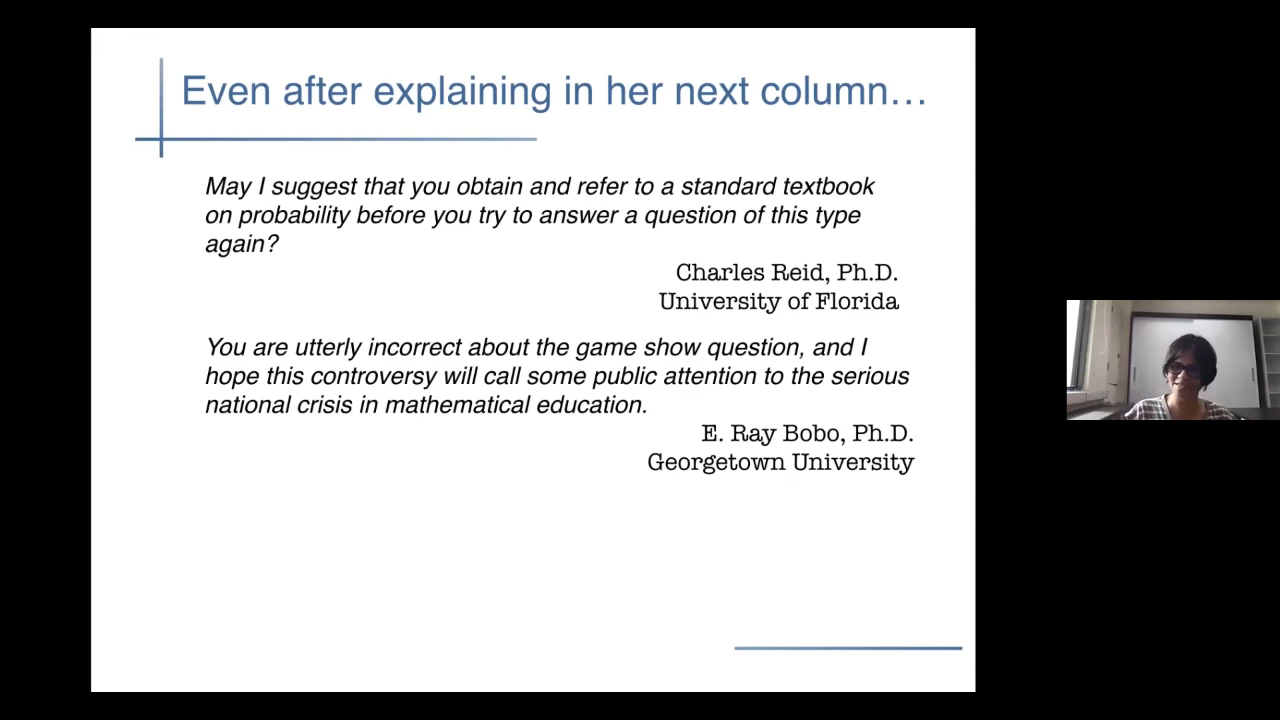 Even after explaining in her next column…
May I suggest that you obtain and refer to a standard textbook
on probability before you try to answer a question of this type
again?
Charles Reid, Ph.D.
University of Florida
You are utterly incorrect about the game show question, and I
hope this controversy will call some public attention to the serious
national crisis in mathematical education.
E. Ray Bobo, Ph.D.
Georgetown University